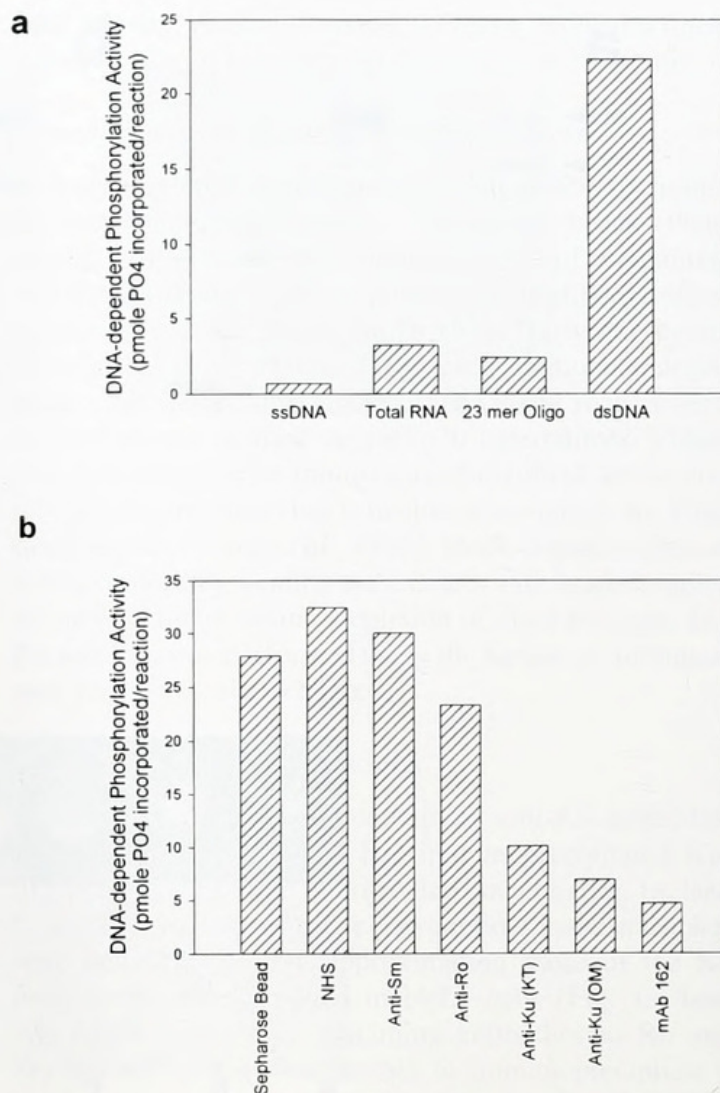 a
DNA-dependent Phosphorylation Activity
(pmole PO4 incorporated/reaction)
25
20
15
10
5
0
ssDNA
Total RNA
23 mer Oligo
dsDNA
b
DNA-dependent Phosphorylation Activity
(pmole PO4 incorporated/reaction)
35
30
25
20
15
10
5
0
Sepharose Bead
NHS
Anti-Sm
Anti-Ro
Anti-Ku (KT)
Anti-Ku (OM)
mAb 162